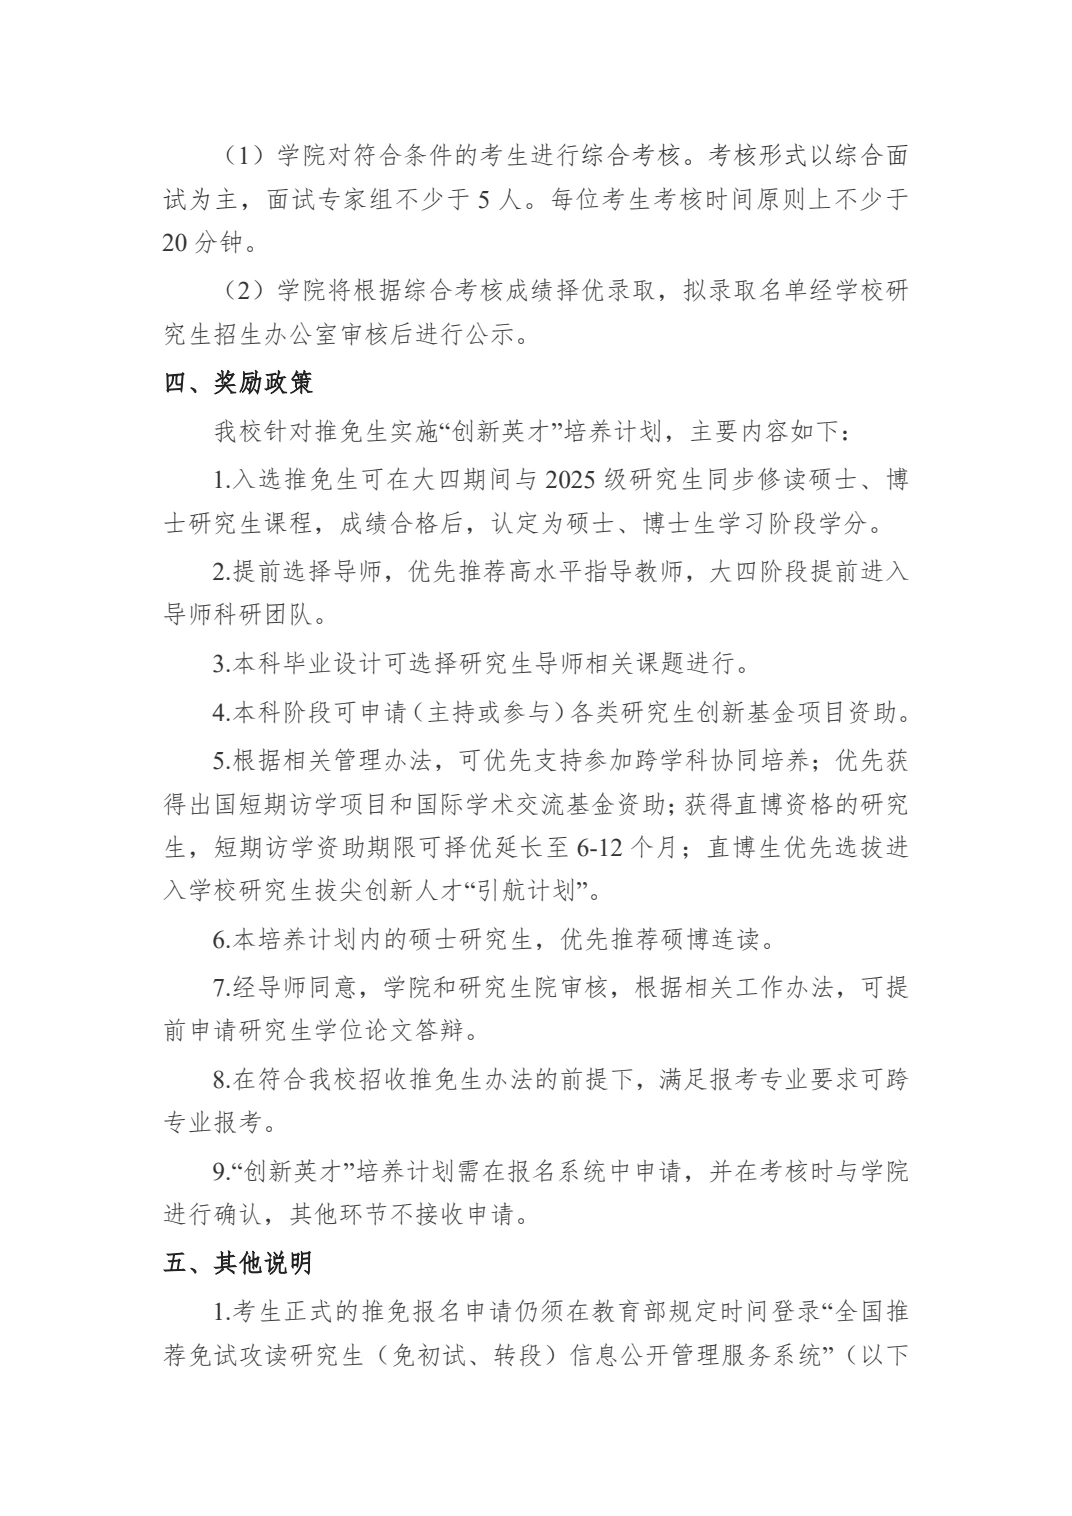 （1）学院对符合条件的考生进行综合考核。考核形式以综合面
试为主，面试专家组不少于 5 人。每位考生考核时间原则上不少于
20 分钟。
（2）学院将根据综合考核成绩择优录取，拟录取名单经学校研
究生招生办公室审核后进行公示。
四、奖励政策
我校针对推免生实施“创新英才”培养计划，主要内容如下：
1.入选推免生可在大四期间与 2025 级研究生同步修读硕士、博
士研究生课程，成绩合格后，认定为硕士、博士生学习阶段学分。
2.提前选择导师，优先推荐高水平指导教师，大四阶段提前进入
导师科研团队。
3.本科毕业设计可选择研究生导师相关课题进行。
4.本科阶段可申请（主持或参与）各类研究生创新基金项目资助。
5.根据相关管理办法，可优先支持参加跨学科协同培养；优先获
得出国短期访学项目和国际学术交流基金资助；获得直博资格的研究
生，短期访学资助期限可择优延长至 6-12 个月；直博生优先选拔进
入学校研究生拔尖创新人才“引航计划”。
6.本培养计划内的硕士研究生，优先推荐硕博连读。
7.经导师同意，学院和研究生院审核，根据相关工作办法，可提
前申请研究生学位论文答辩。
8.在符合我校招收推免生办法的前提下，满足报考专业要求可跨
专业报考。
9.“创新英才”培养计划需在报名系统中申请，并在考核时与学院
进行确认，其他环节不接收申请。
五、其他说明
1.考生正式的推免报名申请仍须在教育部规定时间登录“全国推
荐免试攻读研究生（免初试、转段）信息公开管理服务系统”（以下